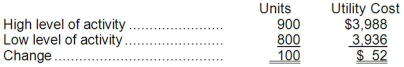 Units Utility Cost
High level of activity ........................ 900 $3,988
Low level of activity ......................... 800 3,936
Change ........................................... 100 $ 52